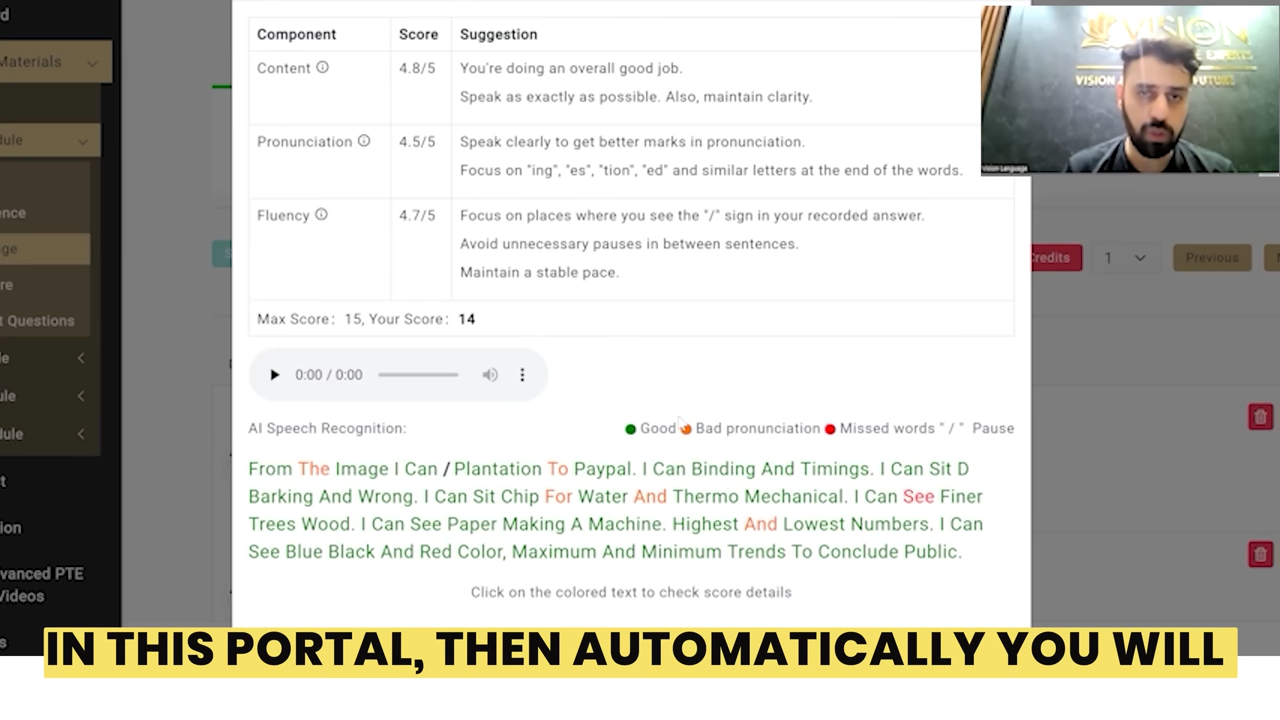 Component Score Suggestion
Content 4.8/5 You're doing an overall good job.
Speak as exactly as possible. Also, maintain clarity.
Pronunciation 4.5/5 Speak clearly to get better marks in pronunciation.
Focus on "ing", "es", "tion", "ed" and similar letters at the end of the words.
Fluency 4.7/5 Focus on places where you see the "/" sign in your recorded answer.
Avoid unnecessary pauses in between sentences.
Maintain a stable pace.
Max Score: 15, Your Score: 14
0:00 / 0:00
AI Speech Recognition: Good Bad pronunciation Missed words " / " Pause
From The Image I Can / Plantation To Paypal. I Can Binding And Timings. I Can Sit D
Barking And Wrong. I Can Sit Chip For Water And Thermo Mechanical. I Can See Finer
Trees Wood. I Can See Paper Making A Machine. Highest And Lowest Numbers. I Can
See Blue Black And Red Color, Maximum And Minimum Trends To Conclude Public.
Click on the colored text to check score details
Materials
t Questions
vanced PTE
Videos
redits 1 Previous
VISION
Vision Language
IN THIS PORTAL, THEN AUTOMATICALLY YOU WILL